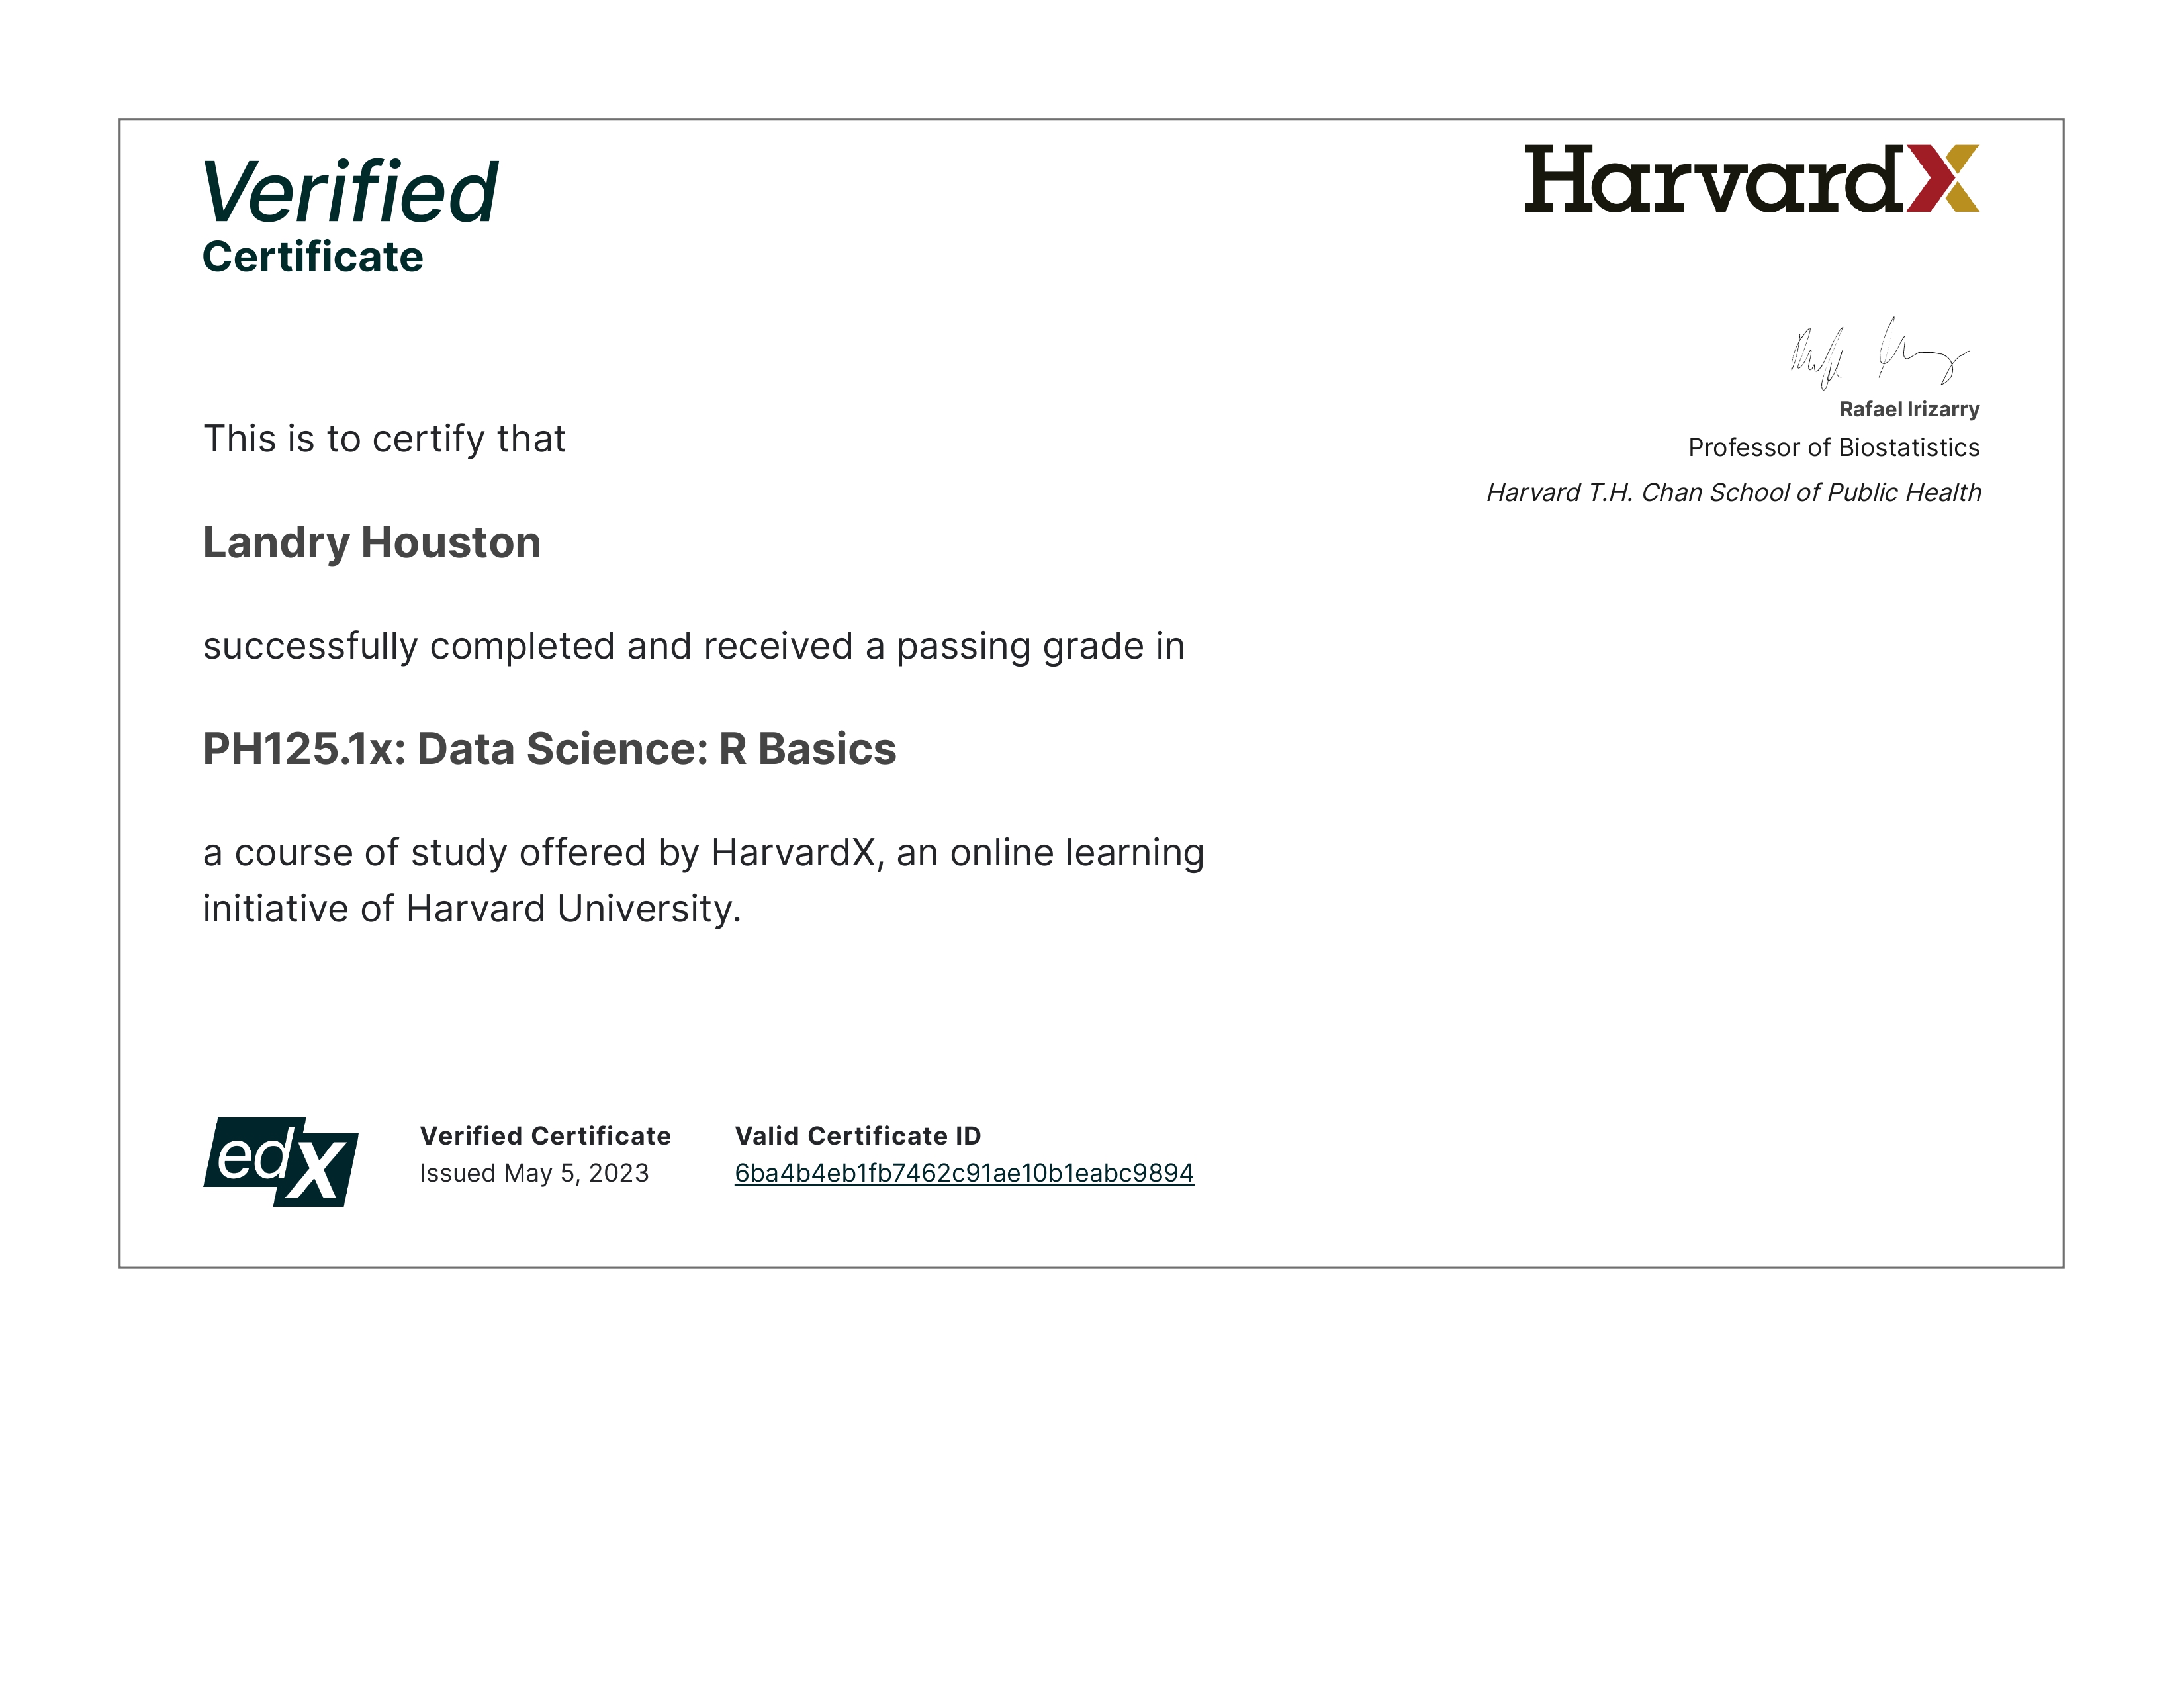 Verified
Certificate
HarvardX
Rafael Irizarry
Professor of Biostatistics
Harvard T.H. Chan School of Public Health
This is to certify that
Landry Houston
successfully completed and received a passing grade in
PH125.1x: Data Science: R Basics
a course of study offered by HarvardX, an online learning
initiative of Harvard University.
edX
Verified Certificate
Issued May 5, 2023
Valid Certificate ID
6ba4b4eb1fb7462c91ae10b1eabc9894